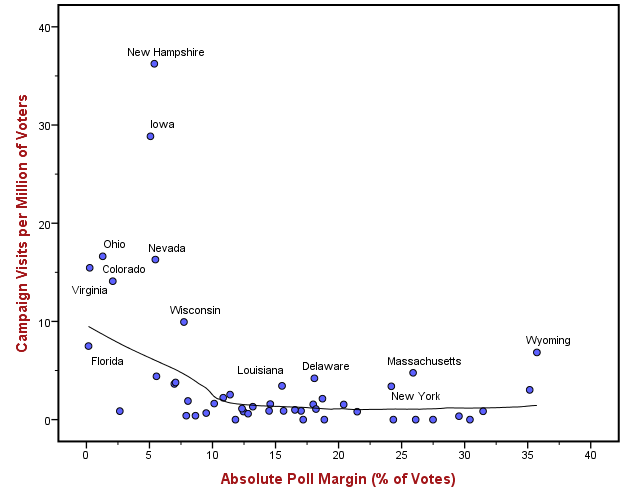 40
New Hampshire
Iowa
30
20
Ohio
Nevada
Colorado
Virginia
Wisconsin
10
Florida
Louisiana
Delaware
Massachusetts
New York
Wyoming
0
0
5
10
15
20
25
30
35
40
Campaign Visits per Million of Voters
Absolute Poll Margin (% of Votes)